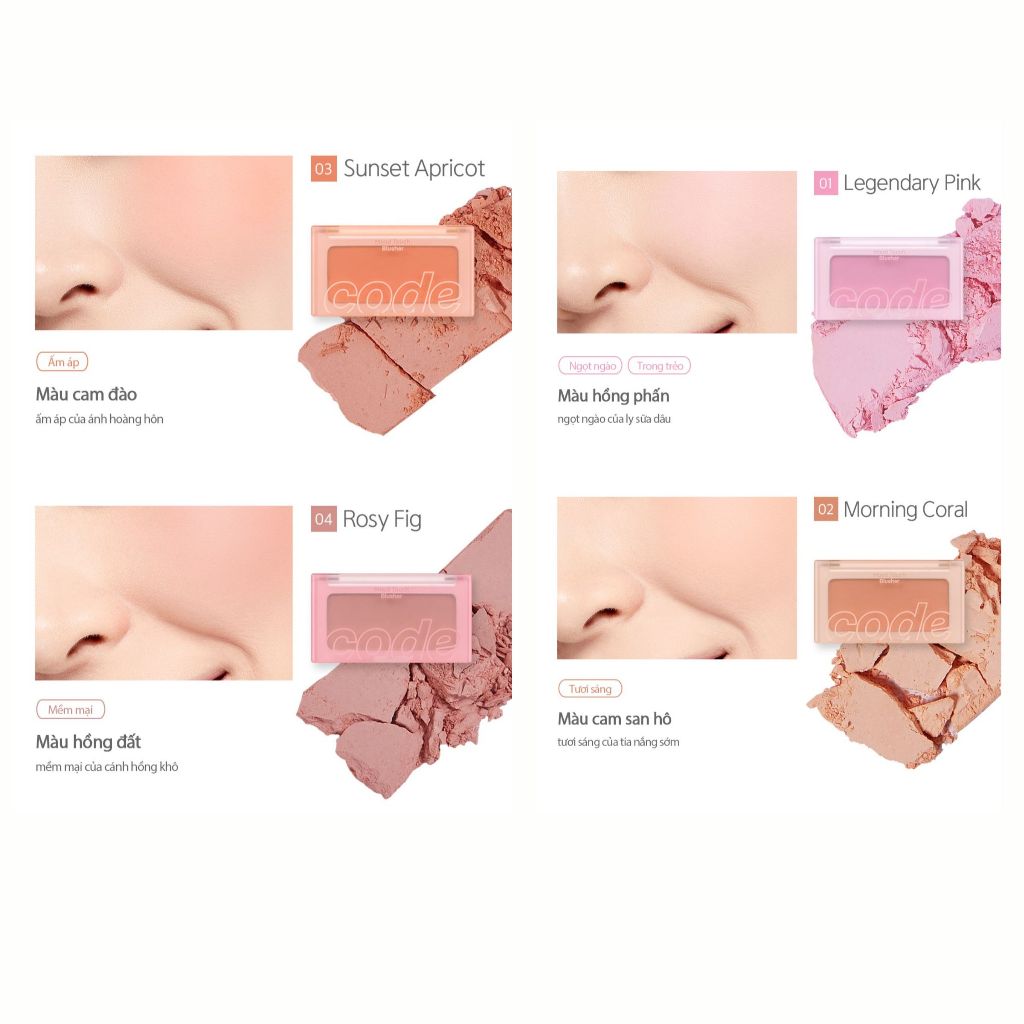 03 Sunset Apricot
Blusher
code
Ấm áp
Màu cam đào
ấm áp của ánh hoàng hôn
01 Legendary Pink
Blusher
code
Ngọt ngào
Trong trẻo
Màu hồng phấn
ngọt ngào của ly sữa dâu
04 Rosy Fig
Blusher
code
Mềm mại
Màu hồng đất
mềm mại của cánh hồng khô
02 Morning Coral
Blusher
code
Tươi sáng
Màu cam san hô
tươi sáng của tia nắng sớm